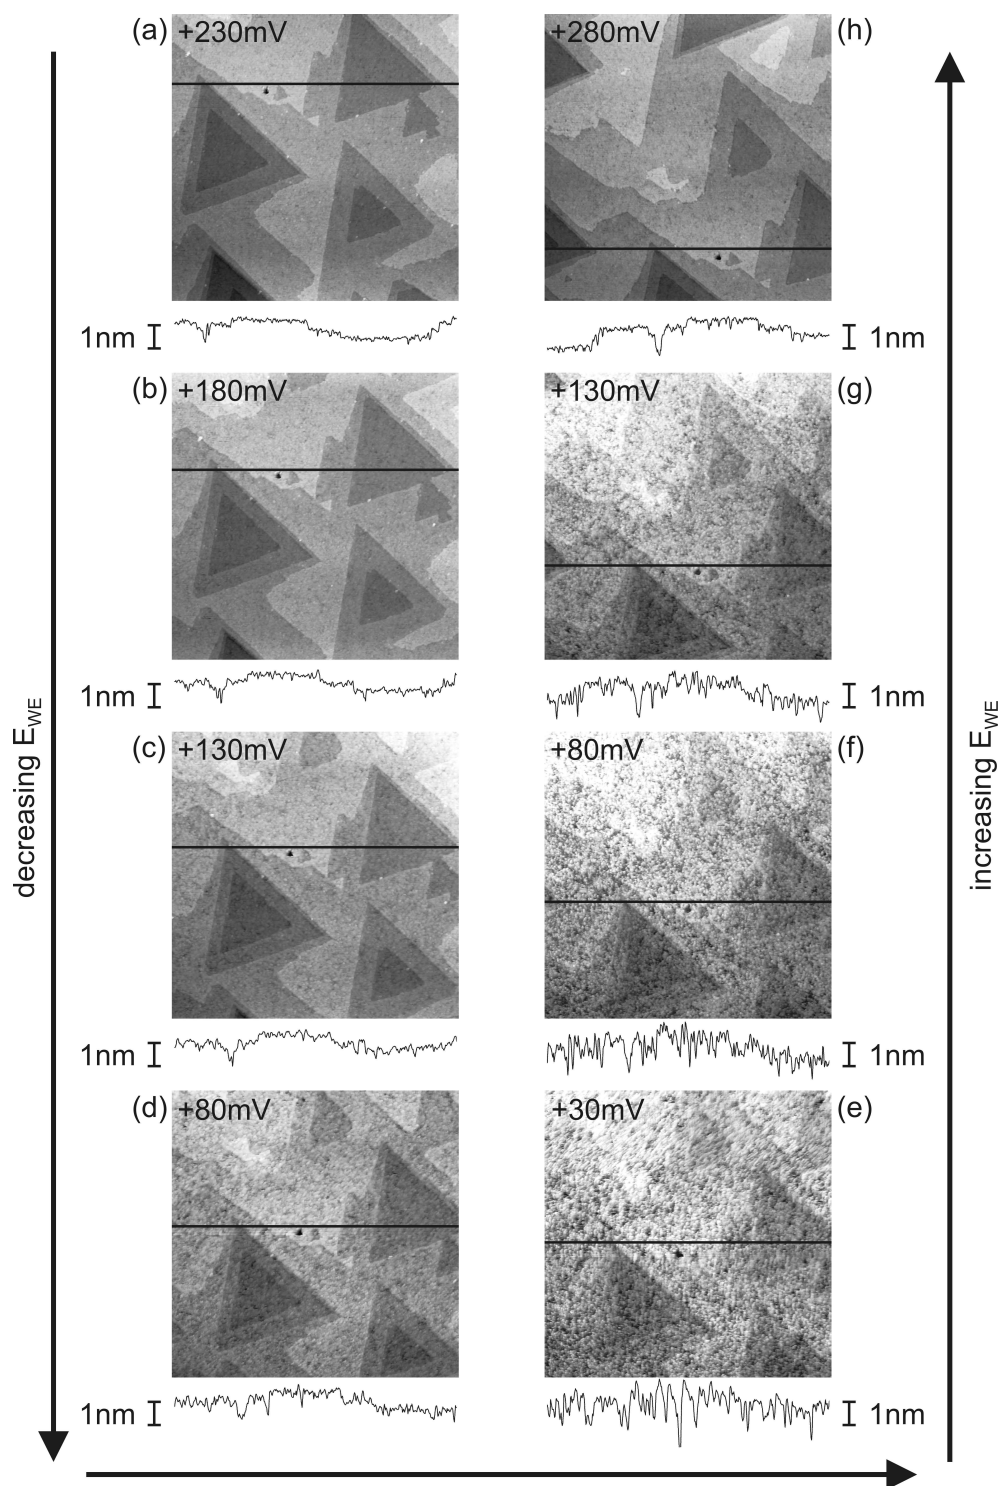 (a) +230mV
+280mV (h)
1nm
1nm
(b) +180mV
+130mV (g)
1nm
1nm
(c) +130mV
+80mV (f)
decreasing E_WE
increasing E_WE
1nm
1nm
(d) +80mV
+30mV (e)
1nm
1nm